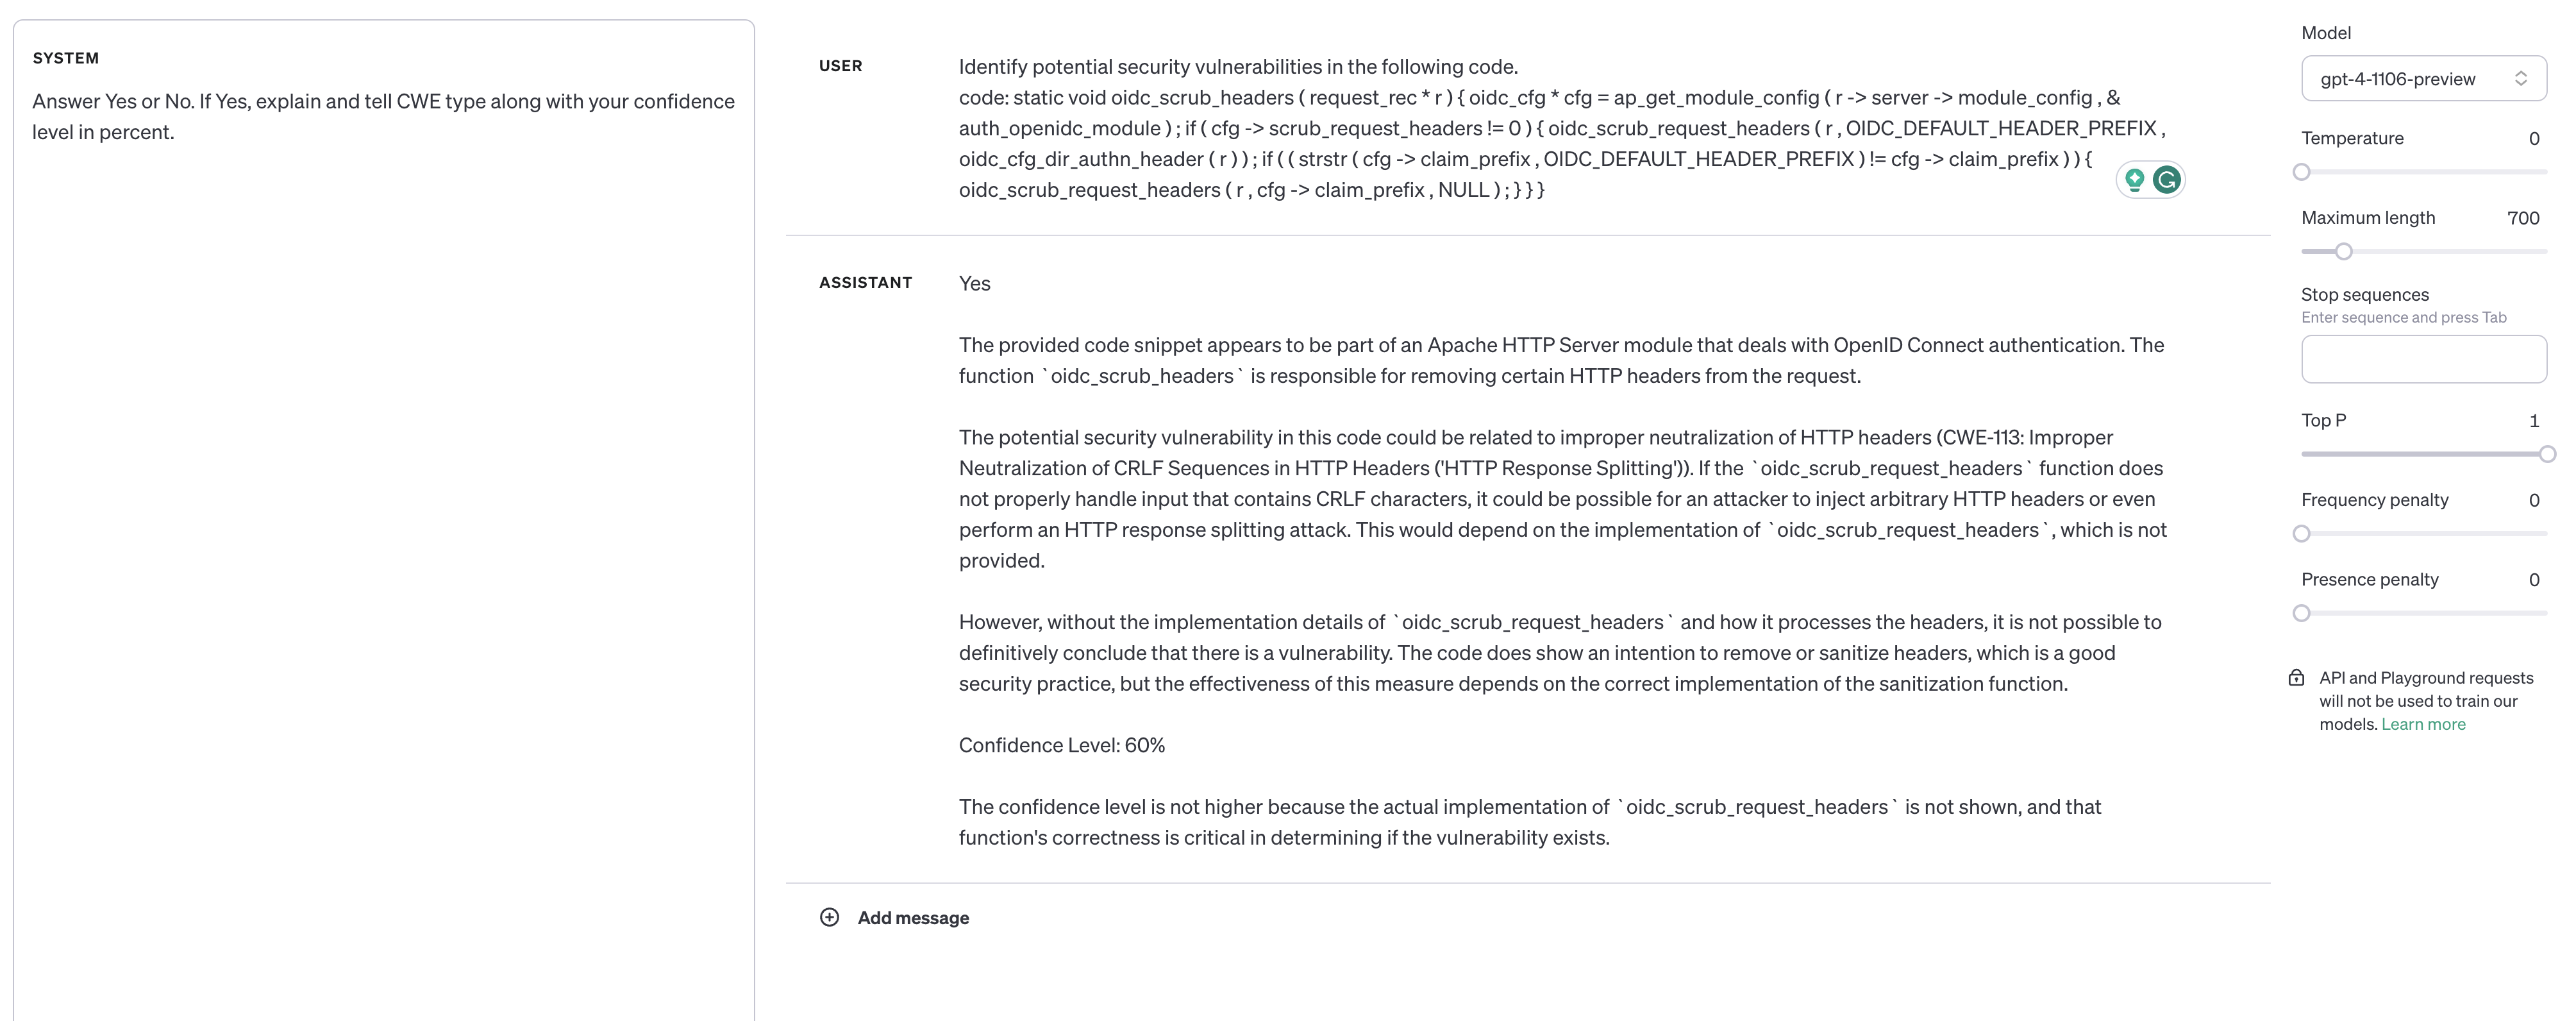 SYSTEM
Answer Yes or No. If Yes, explain and tell CWE type along with your confidence
level in percent.
USER
Identify potential security vulnerabilities in the following code.
code: static void oidc_scrub_headers ( request_rec * r ) { oidc_cfg * cfg = ap_get_module_config ( r -> server -> module_config , &
auth_openidc_module ) ; if ( cfg -> scrub_request_headers != 0 ) { oidc_scrub_request_headers ( r , OIDC_DEFAULT_HEADER_PREFIX ,
oidc_cfg_dir_authn_header ( r ) ) ; if ( ( strstr ( cfg -> claim_prefix , OIDC_DEFAULT_HEADER_PREFIX ) != cfg -> claim_prefix ) ) {
oidc_scrub_request_headers ( r , cfg -> claim_prefix , NULL ) ; } } }
ASSISTANT
Yes
The provided code snippet appears to be part of an Apache HTTP Server module that deals with OpenID Connect authentication. The
function `oidc_scrub_headers` is responsible for removing certain HTTP headers from the request.
The potential security vulnerability in this code could be related to improper neutralization of HTTP headers (CWE-113: Improper
Neutralization of CRLF Sequences in HTTP Headers ('HTTP Response Splitting')). If the `oidc_scrub_request_headers` function does
not properly handle input that contains CRLF characters, it could be possible for an attacker to inject arbitrary HTTP headers or even
perform an HTTP response splitting attack. This would depend on the implementation of `oidc_scrub_request_headers`, which is not
provided.
However, without the implementation details of `oidc_scrub_request_headers` and how it processes the headers, it is not possible to
definitively conclude that there is a vulnerability. The code does show an intention to remove or sanitize headers, which is a good
security practice, but the effectiveness of this measure depends on the correct implementation of the sanitization function.
Confidence Level: 60%
The confidence level is not higher because the actual implementation of `oidc_scrub_request_headers` is not shown, and that
function's correctness is critical in determining if the vulnerability exists.
Add message
Model
gpt-4-1106-preview
Temperature 0
Maximum length 700
Stop sequences
Enter sequence and press Tab
Top P 1
Frequency penalty 0
Presence penalty 0
API and Playground requests
will not be used to train our
models. Learn more